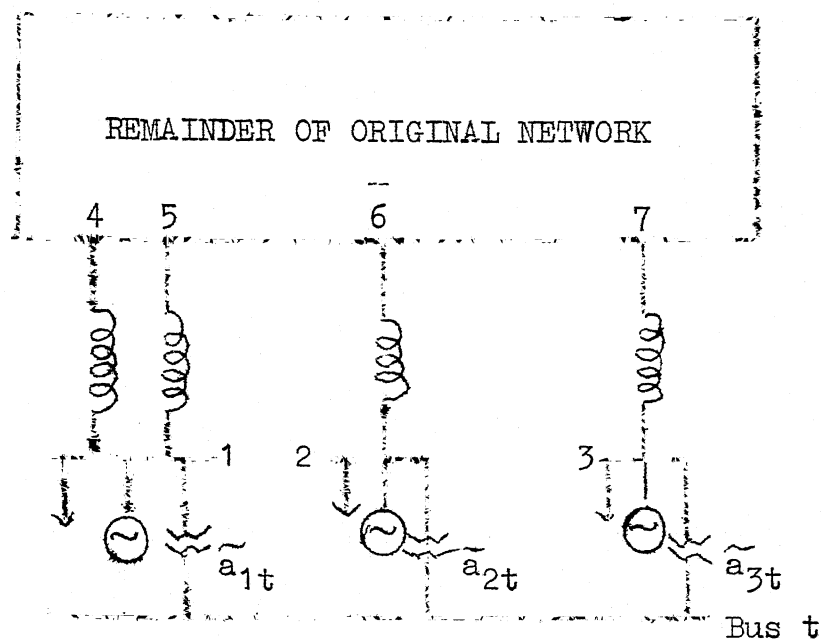 REMAINDER OF ORIGINAL NETWORK
4 5 6 7
1 2 3
ã1t ã2t ã3t
Bus t